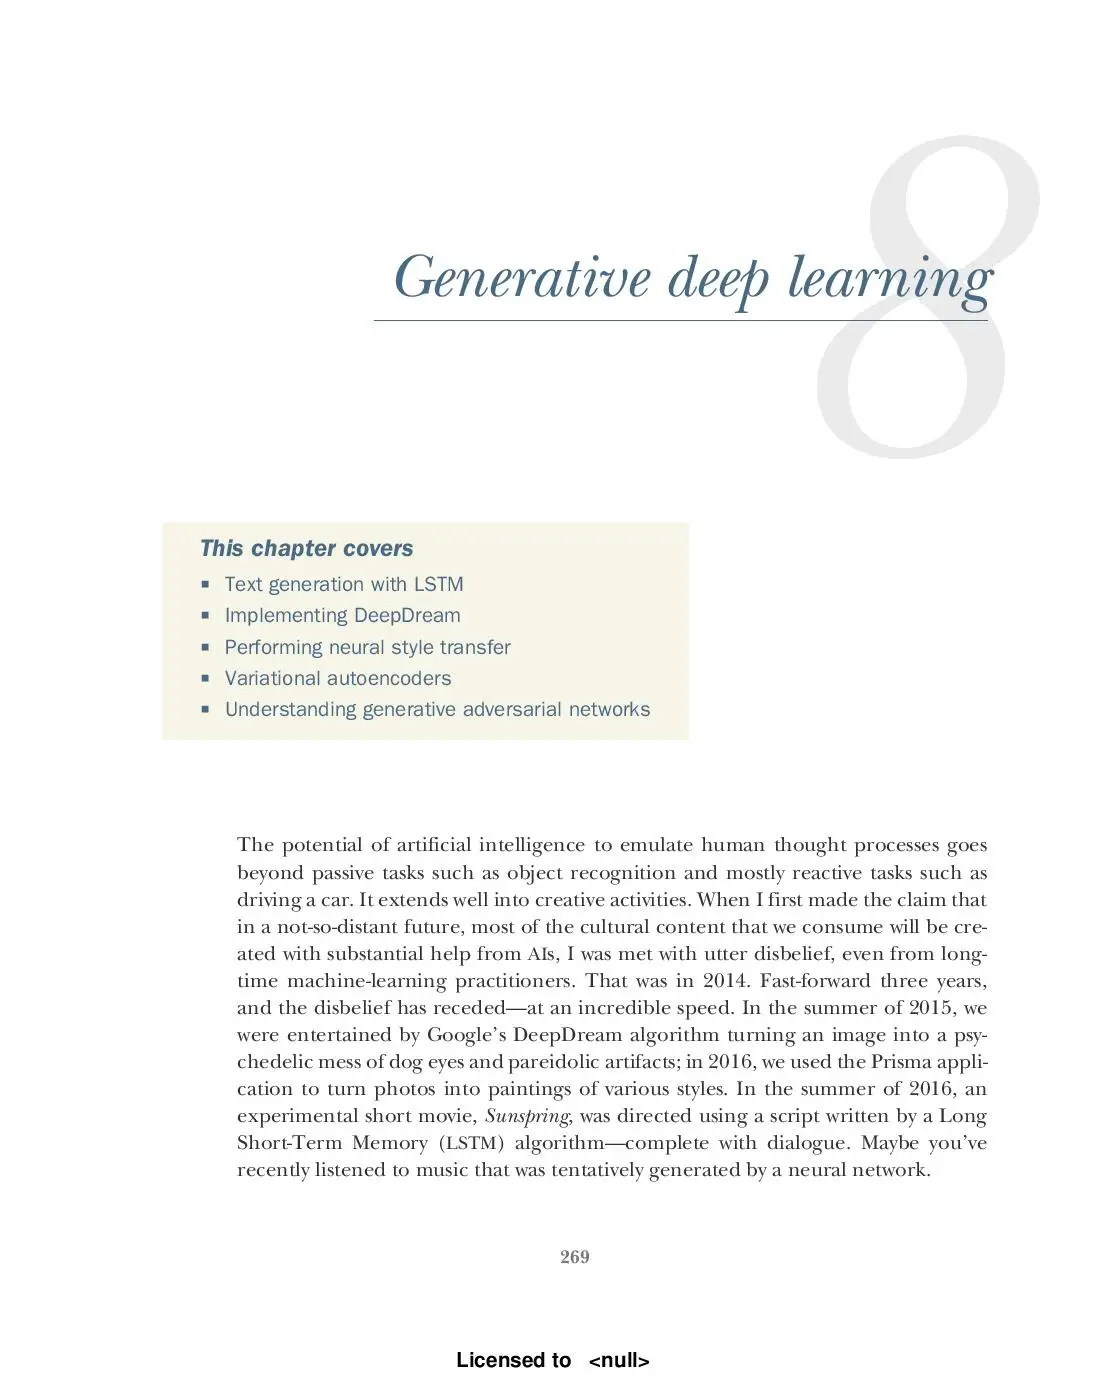 8
Generative deep learning
This chapter covers
▪ Text generation with LSTM
▪ Implementing DeepDream
▪ Performing neural style transfer
▪ Variational autoencoders
▪ Understanding generative adversarial networks
The potential of artificial intelligence to emulate human thought processes goes
beyond passive tasks such as object recognition and mostly reactive tasks such as
driving a car. It extends well into creative activities. When I first made the claim that
in a not-so-distant future, most of the cultural content that we consume will be cre-
ated with substantial help from AIs, I was met with utter disbelief, even from long-
time machine-learning practitioners. That was in 2014. Fast-forward three years,
and the disbelief has receded—at an incredible speed. In the summer of 2015, we
were entertained by Google’s DeepDream algorithm turning an image into a psy-
chedelic mess of dog eyes and pareidolic artifacts; in 2016, we used the Prisma appli-
cation to turn photos into paintings of various styles. In the summer of 2016, an
experimental short movie, Sunspring, was directed using a script written by a Long
Short-Term Memory (LSTM) algorithm—complete with dialogue. Maybe you’ve
recently listened to music that was tentatively generated by a neural network.
269
Licensed to <null>